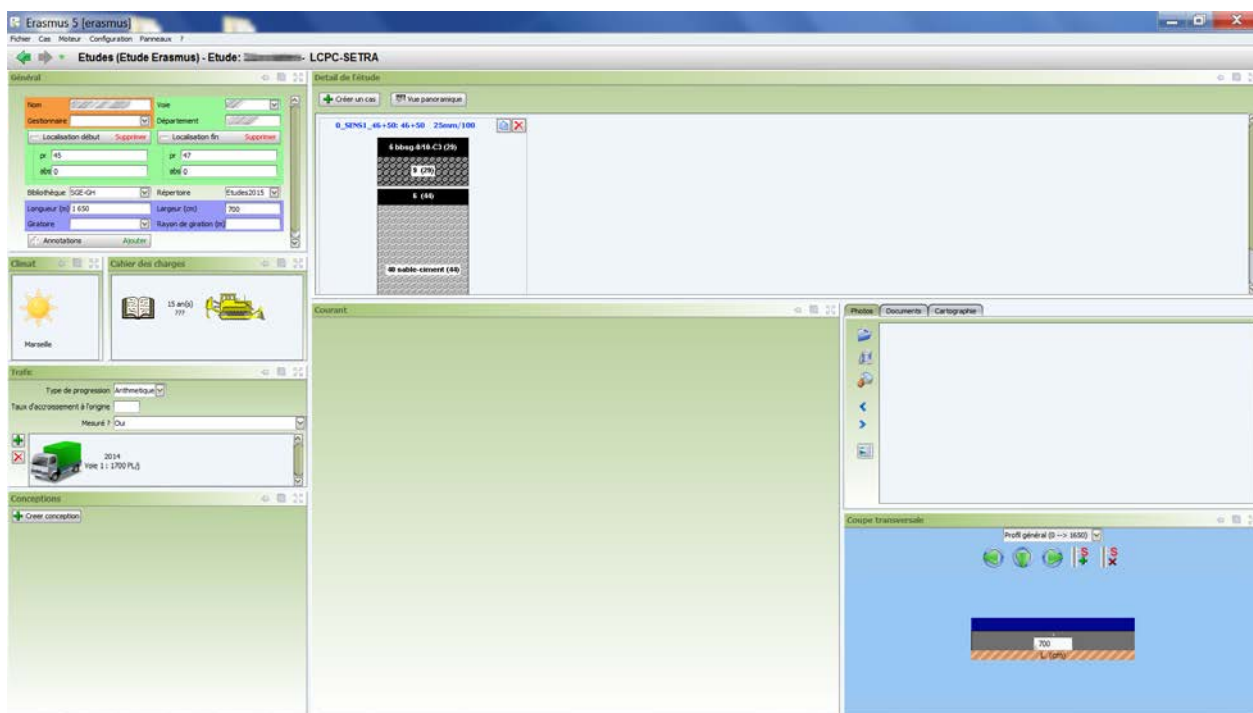 Erasmus 5 [erasmus]
Fichier Cas Moteur Configuration Panneaux ?
Etudes (Etude Erasmus) - Etude: - LCPC-SETRA
Général
Nom Voie
Gestionnaire Département
Localisation début Supprimer Localisation fin Supprimer
pr 45 pr 47
abs 0 abs 0
Bibliothèque SGE-GH Répertoire Etudes2015
Longueur (m) 1 650 Largeur (cm) 700
Giratoire Rayon de giration (m)
Annotations Ajouter
Climat
Marseille
Cahier des charges
15 an(s)
???
Trafic
Type de progression Arithmetique
Taux d'accroissement à l'origine
Mesuré ? Oui
2014
Voie 1 : 1700 PL/j
Conceptions
Creer conception
Detail de l'étude
Créer un cas Vue panoramique
0_SENS1_46+50: 46+50 25mm/100
6 bbsg-0/10-C3 (29)
9 (29)
6 (44)
40 sable-ciment (44)
Courant
Photos Documents Cartographie
Coupe transversale
Profil général (0 --> 1650)
S
S
700
L (cm)